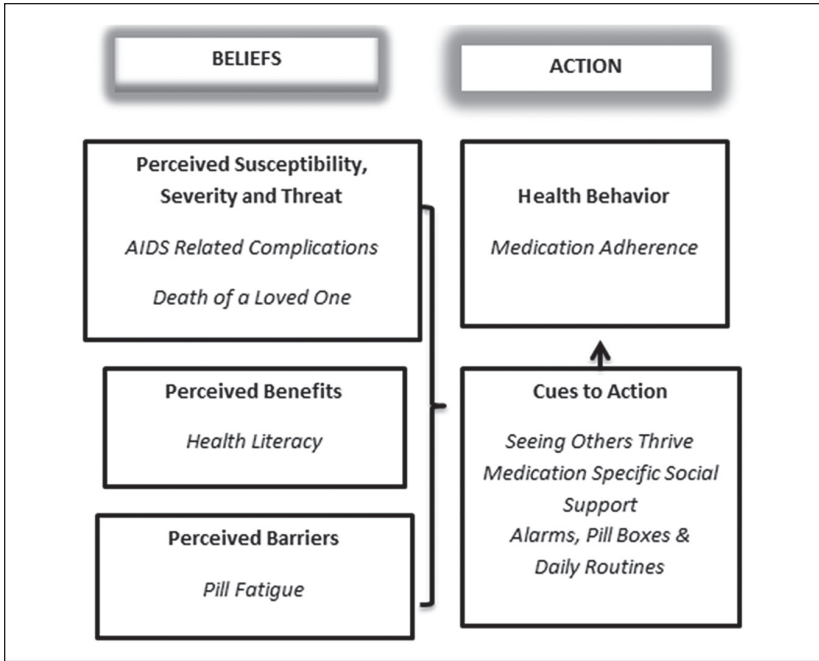 BELIEFS
ACTION
Perceived Susceptibility,
Severity and Threat
AIDS Related Complications
Death of a Loved One
Perceived Benefits
Health Literacy
Perceived Barriers
Pill Fatigue
Health Behavior
Medication Adherence
Cues to Action
Seeing Others Thrive
Medication Specific Social
Support
Alarms, Pill Boxes &
Daily Routines